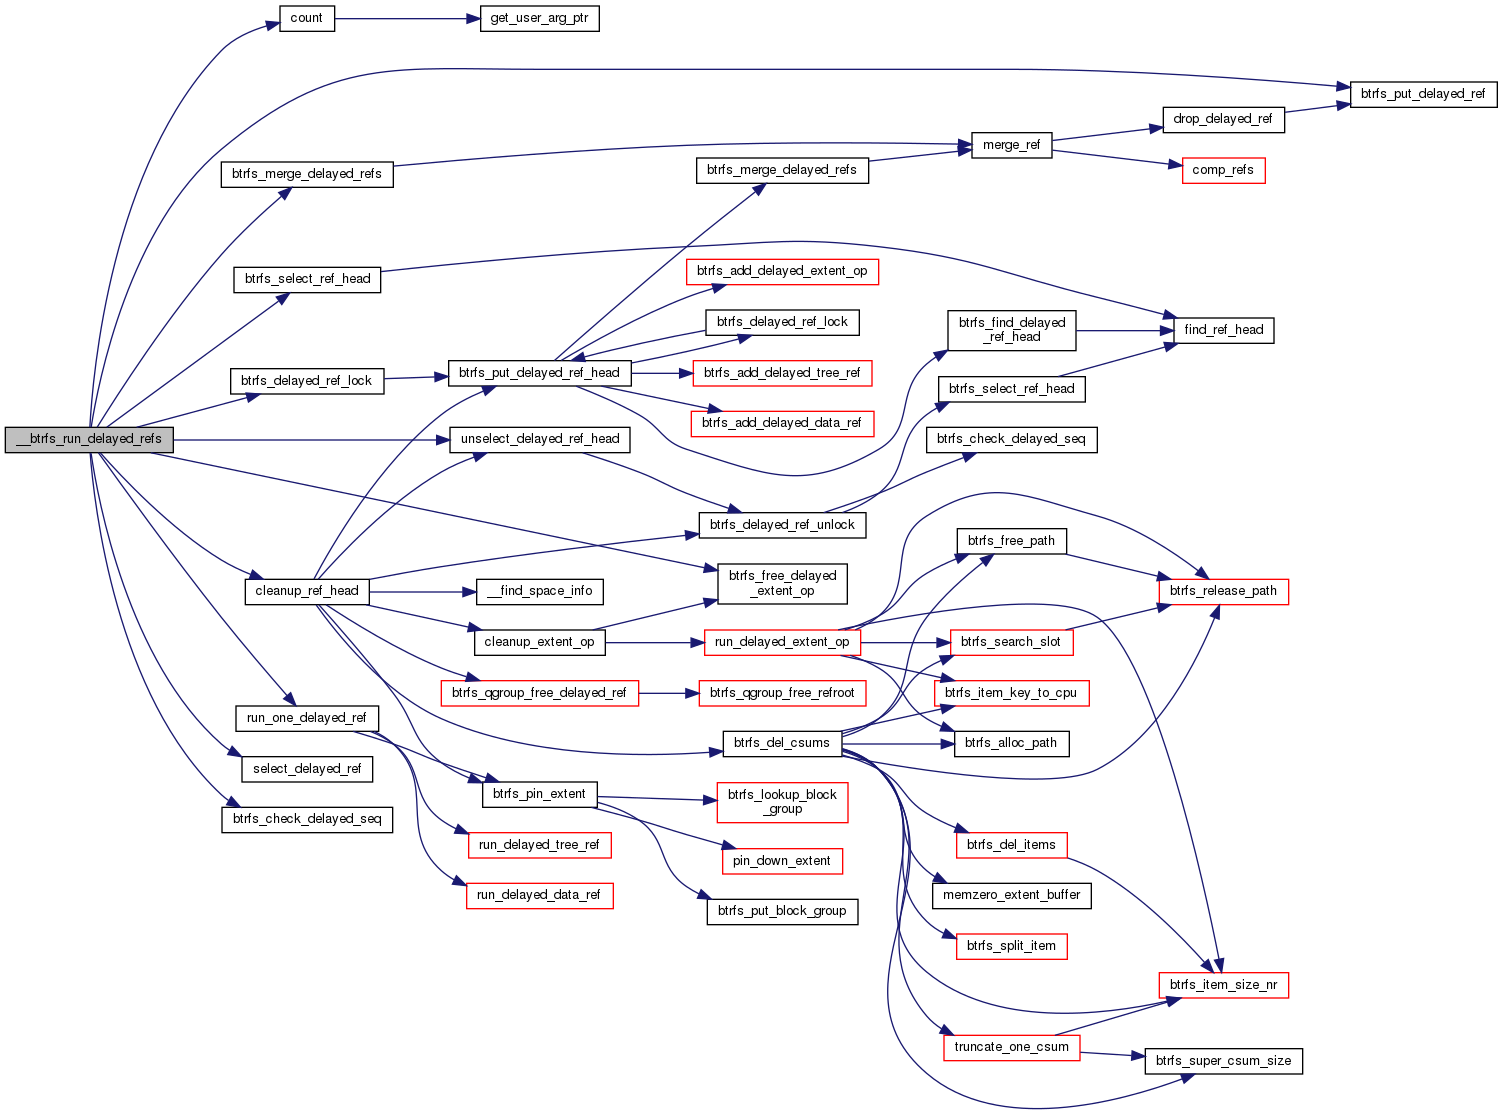 count
get_user_arg_ptr
btrfs_put_delayed_ref
drop_delayed_ref
merge_ref
btrfs_merge_delayed_refs
btrfs_merge_delayed_refs
comp_refs
btrfs_select_ref_head
btrfs_add_delayed_extent_op
btrfs_delayed_ref_lock
btrfs_find_delayed
_ref_head
find_ref_head
btrfs_delayed_ref_lock
btrfs_put_delayed_ref_head
btrfs_add_delayed_tree_ref
btrfs_select_ref_head
btrfs_add_delayed_data_ref
__btrfs_run_delayed_refs
unselect_delayed_ref_head
btrfs_check_delayed_seq
btrfs_delayed_ref_unlock
btrfs_free_path
cleanup_ref_head
__find_space_info
btrfs_free_delayed
_extent_op
btrfs_release_path
cleanup_extent_op
run_delayed_extent_op
btrfs_search_slot
btrfs_qgroup_free_delayed_ref
btrfs_qgroup_free_refroot
btrfs_item_key_to_cpu
run_one_delayed_ref
btrfs_del_csums
btrfs_alloc_path
select_delayed_ref
btrfs_pin_extent
btrfs_lookup_block
_group
btrfs_check_delayed_seq
run_delayed_tree_ref
pin_down_extent
btrfs_del_items
run_delayed_data_ref
btrfs_put_block_group
memzero_extent_buffer
btrfs_split_item
btrfs_item_size_nr
truncate_one_csum
btrfs_super_csum_size